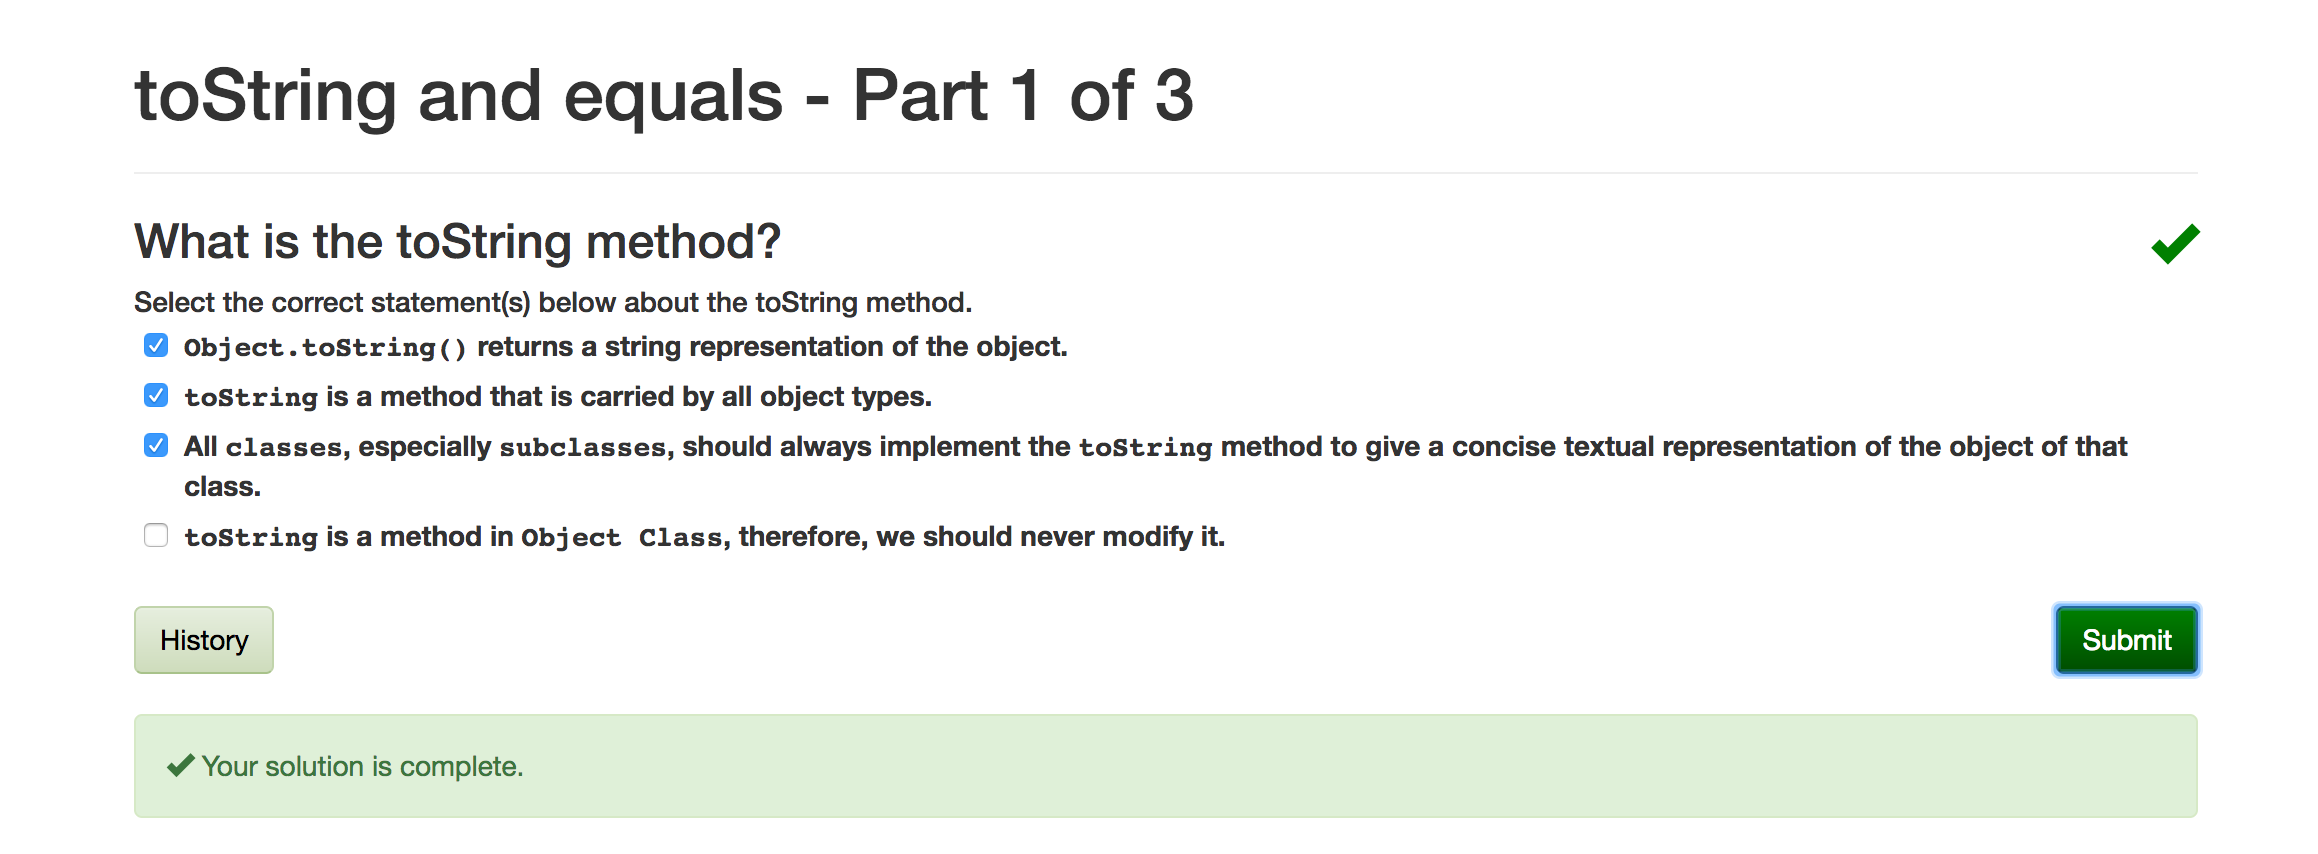 toString and equals - Part 1 of 3
What is the toString method?
Select the correct statement(s) below about the toString method.
Object.toString() returns a string representation of the object.
toString is a method that is carried by all object types.
All classes, especially subclasses, should always implement the toString method to give a concise textual representation of the object of that
class.
toString is a method in Object Class, therefore, we should never modify it.
History
Submit
Your solution is complete.